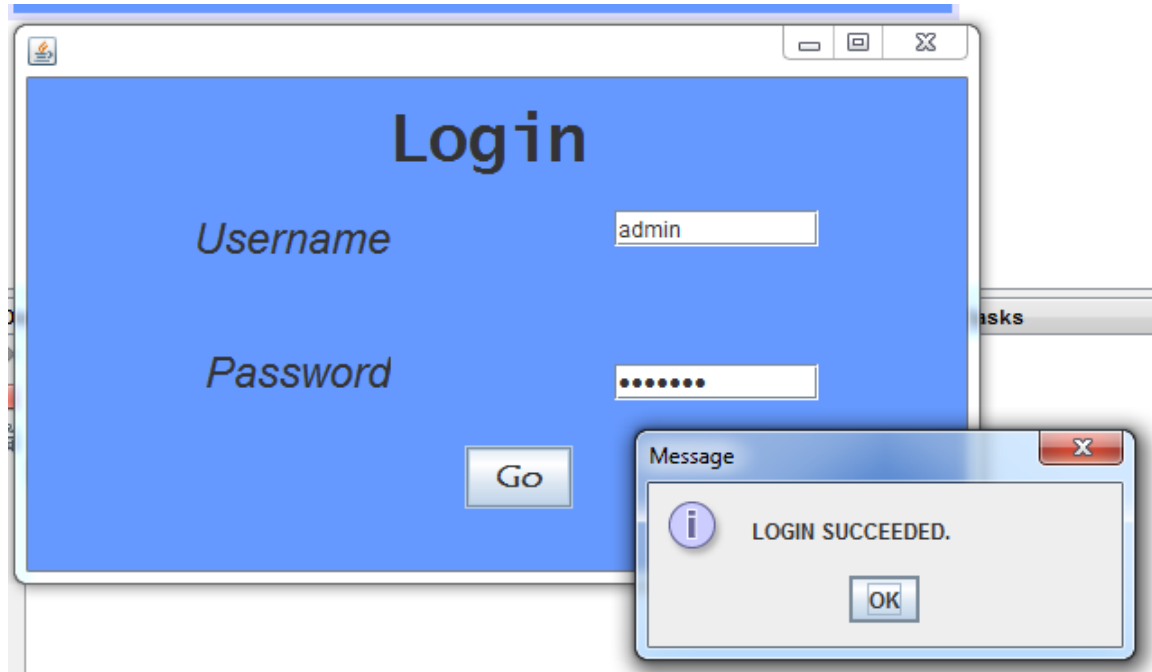 Login
Username
admin
asks
Password
•••••••
Go
Message
LOGIN SUCCEEDED.
OK